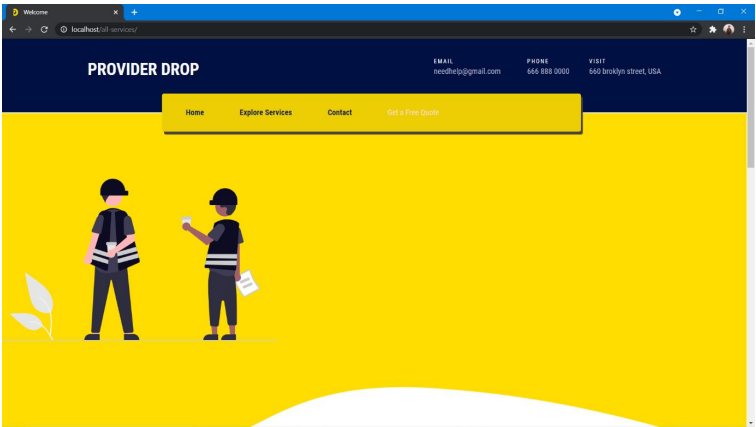 Welcome
localhost/all-services/
PROVIDER DROP
EMAIL
needhelp@gmail.com
PHONE
666 888 0000
VISIT
660 broklyn street, USA
Home
Explore Services
Contact
Get a Free Quote